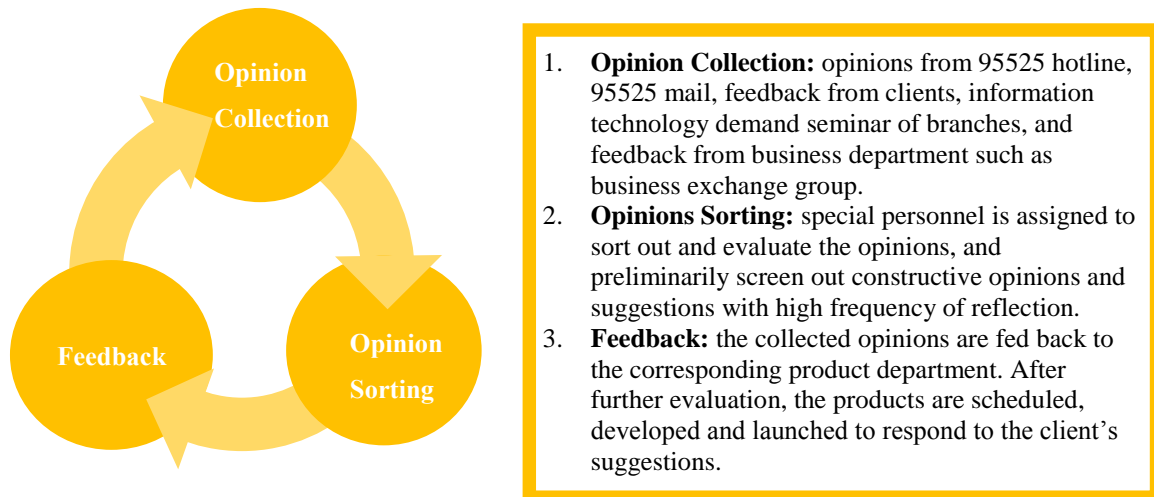 Opinion
Collection
Feedback
Opinion
Sorting
1. Opinion Collection: opinions from 95525 hotline,
95525 mail, feedback from clients, information
technology demand seminar of branches, and
feedback from business department such as
business exchange group.
2. Opinions Sorting: special personnel is assigned to
sort out and evaluate the opinions, and
preliminarily screen out constructive opinions and
suggestions with high frequency of reflection.
3. Feedback: the collected opinions are fed back to
the corresponding product department. After
further evaluation, the products are scheduled,
developed and launched to respond to the client’s
suggestions.